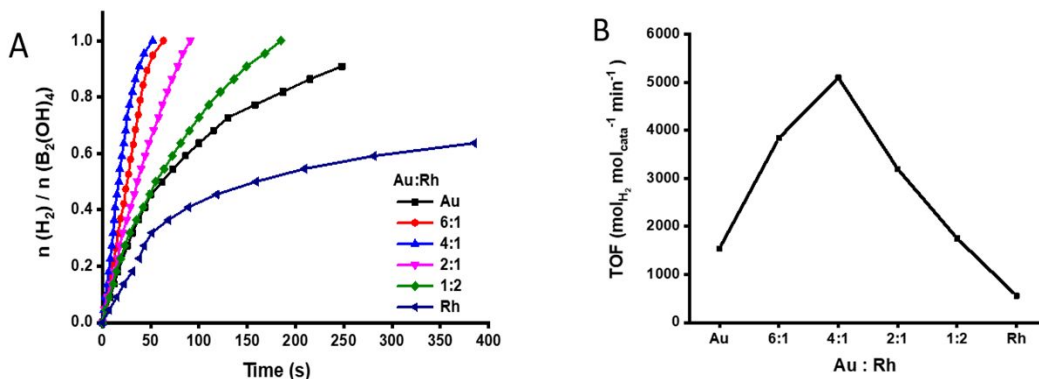 A
n (H₂) / n (B₂(OH)₄)
1.0
0.8
0.6
0.4
0.2
0.0
Au:Rh
Au
6:1
4:1
2:1
1:2
Rh
0 50 100 150 200 250 300 350 400
Time (s)
B
TOF (mol_H₂ mol_cata⁻¹ min⁻¹)
6000
5000
4000
3000
2000
1000
0
Au 6:1 4:1 2:1 1:2 Rh
Au : Rh